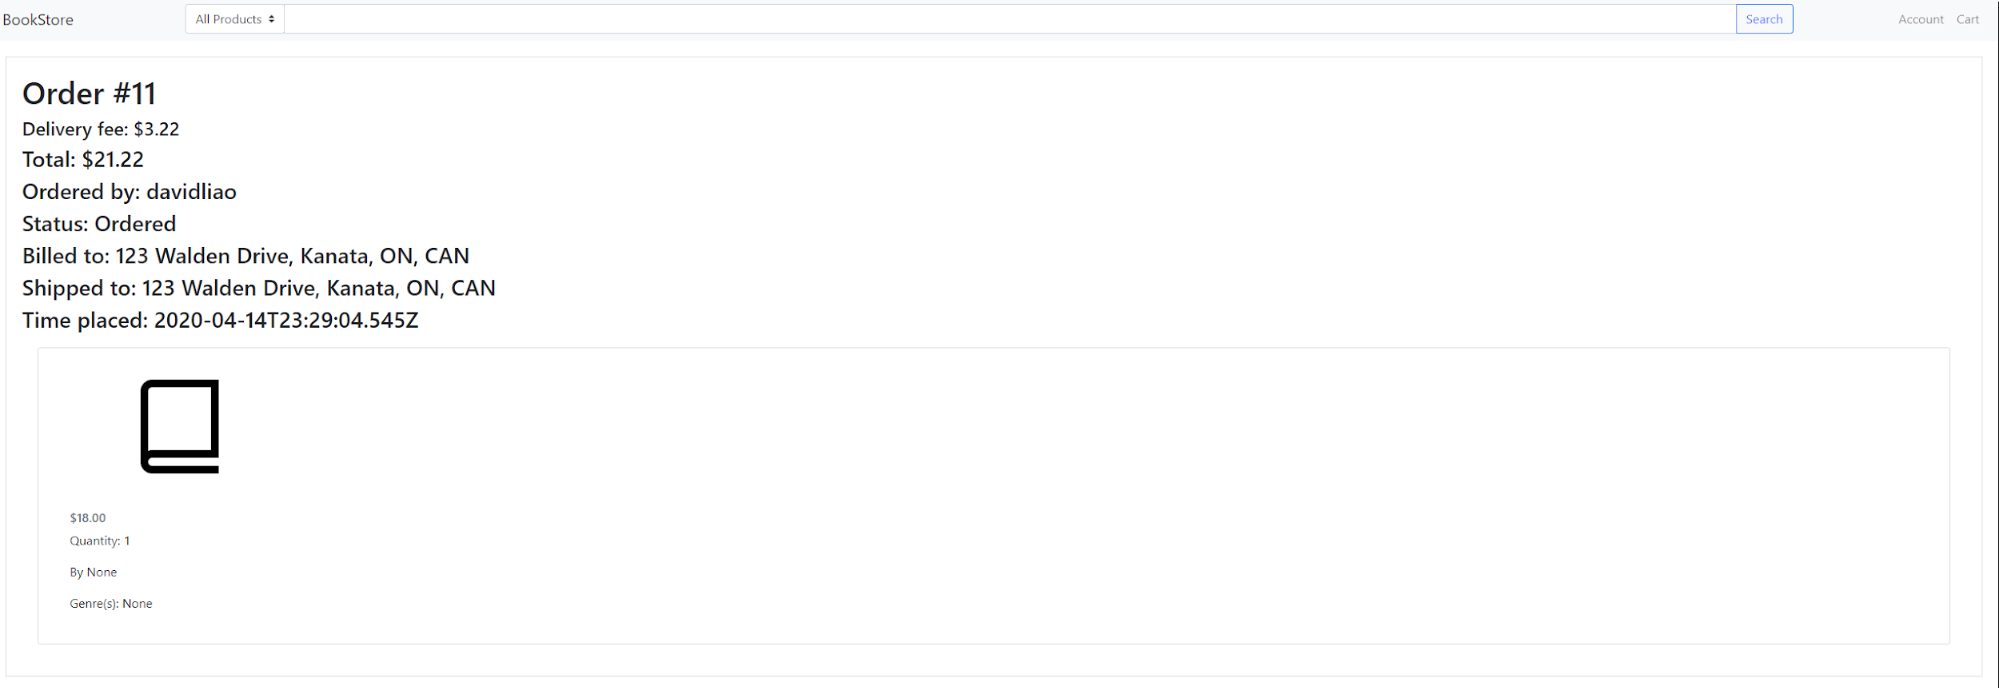 BookStore
All Products
Search
Account
Cart
Order #11
Delivery fee: $3.22
Total: $21.22
Ordered by: davidliao
Status: Ordered
Billed to: 123 Walden Drive, Kanata, ON, CAN
Shipped to: 123 Walden Drive, Kanata, ON, CAN
Time placed: 2020-04-14T23:29:04.545Z
$18.00
Quantity: 1
By None
Genre(s): None